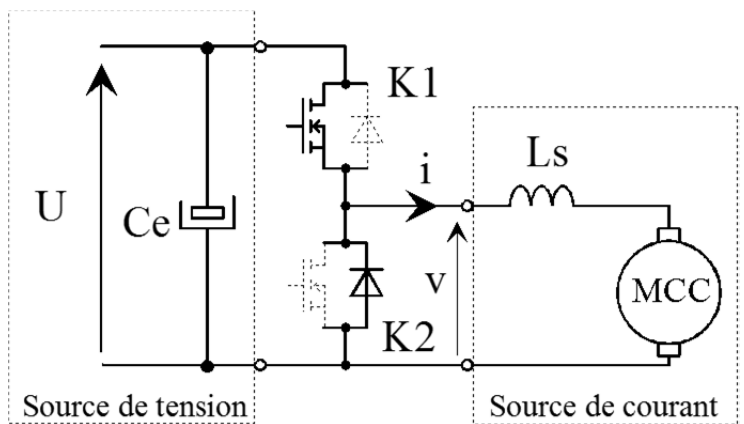 K1
Ls
i
U
Ce
v
MCC
K2
Source de tension
Source de courant